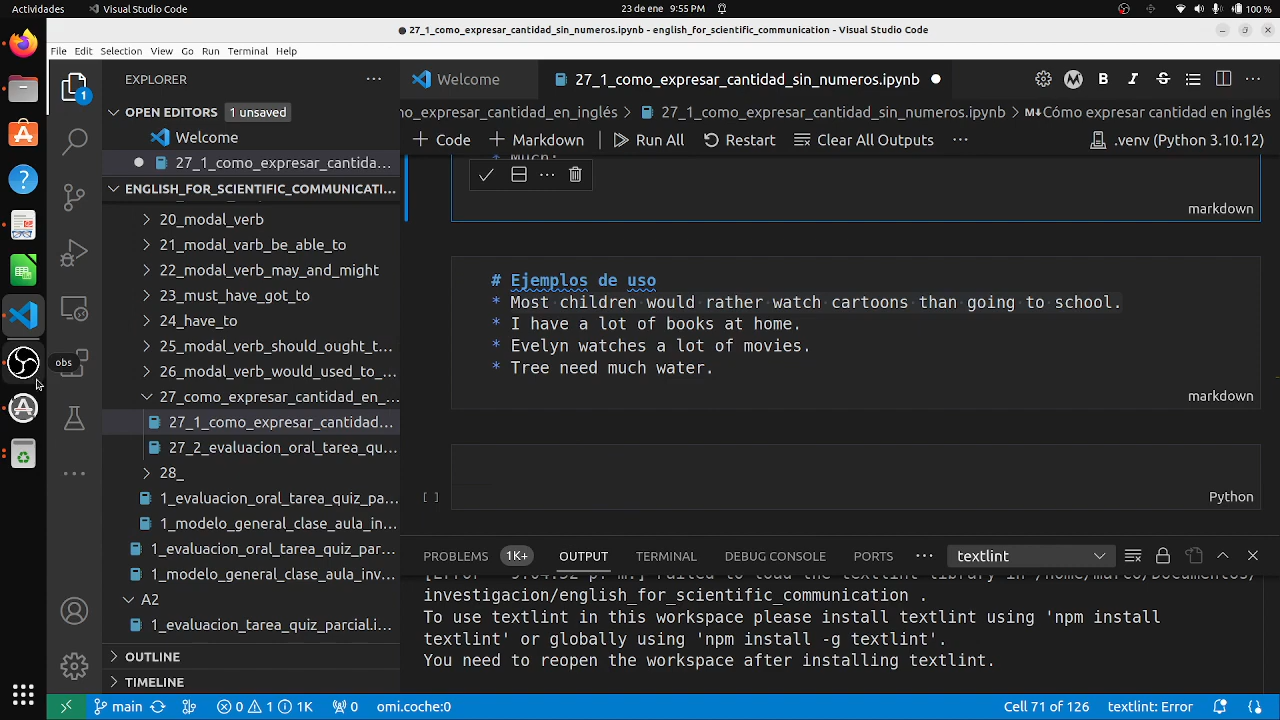 Actividades
Visual Studio Code
23 de ene 9:55 PM
100 %
27_1_como_expresar_cantidad_sin_numeros.ipynb - english_for_scientific_communication - Visual Studio Code
File Edit Selection View Go Run Terminal Help
EXPLORER
Welcome
27_1_como_expresar_cantidad_sin_numeros.ipynb
OPEN EDITORS
1 unsaved
Welcome
27_1_como_expresar_cantida...
ENGLISH_FOR_SCIENTIFIC_COMMUNICATI...
20_modal_verb
21_modal_varb_be_able_to
22_modal_verb_may_and_might
23_must_have_got_to
24_have_to
25_modal_verb_should_ought_t...
26_modal_verb_would_used_to_...
27_como_expresar_cantidad_en_...
27_1_como_expresar_cantidad...
27_2_evaluacion_oral_tarea_qu...
28_
1_evaluacion_oral_tarea_quiz_pa...
1_modelo_general_clase_aula_in...
1_evaluacion_oral_tarea_quiz_par...
1_modelo_general_clase_aula_inv...
A2
1_evaluacion_tarea_quiz_parcial.i...
OUTLINE
TIMELINE
1
obs
mo_expresar_cantidad_en_inglés > 27_1_como_expresar_cantidad_sin_numeros.ipynb > Cómo expresar cantidad en inglés
Code
Markdown
Run All
Restart
Clear All Outputs
.venv (Python 3.10.12)
* Much:
markdown
# Ejemplos de uso
* Most children would rather watch cartoons than going to school.
* I have a lot of books at home.
* Evelyn watches a lot of movies.
* Tree need much water.
markdown
[ ]
Python
PROBLEMS 1K+ OUTPUT TERMINAL DEBUG CONSOLE PORTS
textlint
investigacion/english_for_scientific_communication .
To use textlint in this workspace please install textlint using 'npm install
textlint' or globally using 'npm install -g textlint'.
You need to reopen the workspace after installing textlint.
main
0 1 1K
0
omi.coche:0
Cell 71 of 126
textlint: Error